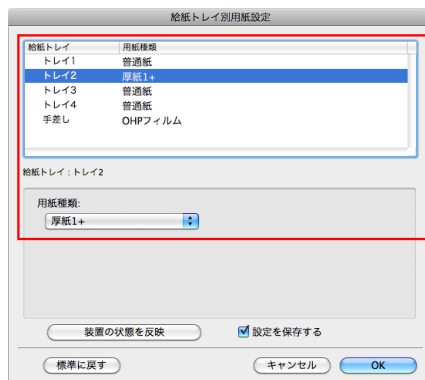 給紙トレイ別用紙設定
給紙トレイ 用紙種類
トレイ1 普通紙
トレイ2 厚紙1+
トレイ3 普通紙
トレイ4 普通紙
手差し OHPフィルム
給紙トレイ : トレイ2
用紙種類:
厚紙1+
装置の状態を反映 設定を保存する
標準に戻す キャンセル OK